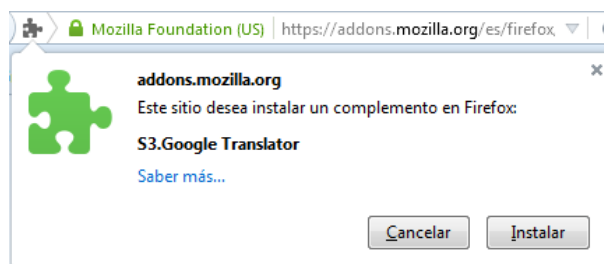 Mozilla Foundation (US) https://addons.mozilla.org/es/firefox
addons.mozilla.org
Este sitio desea instalar un complemento en Firefox:
S3.Google Translator
Saber más...
Cancelar Instalar